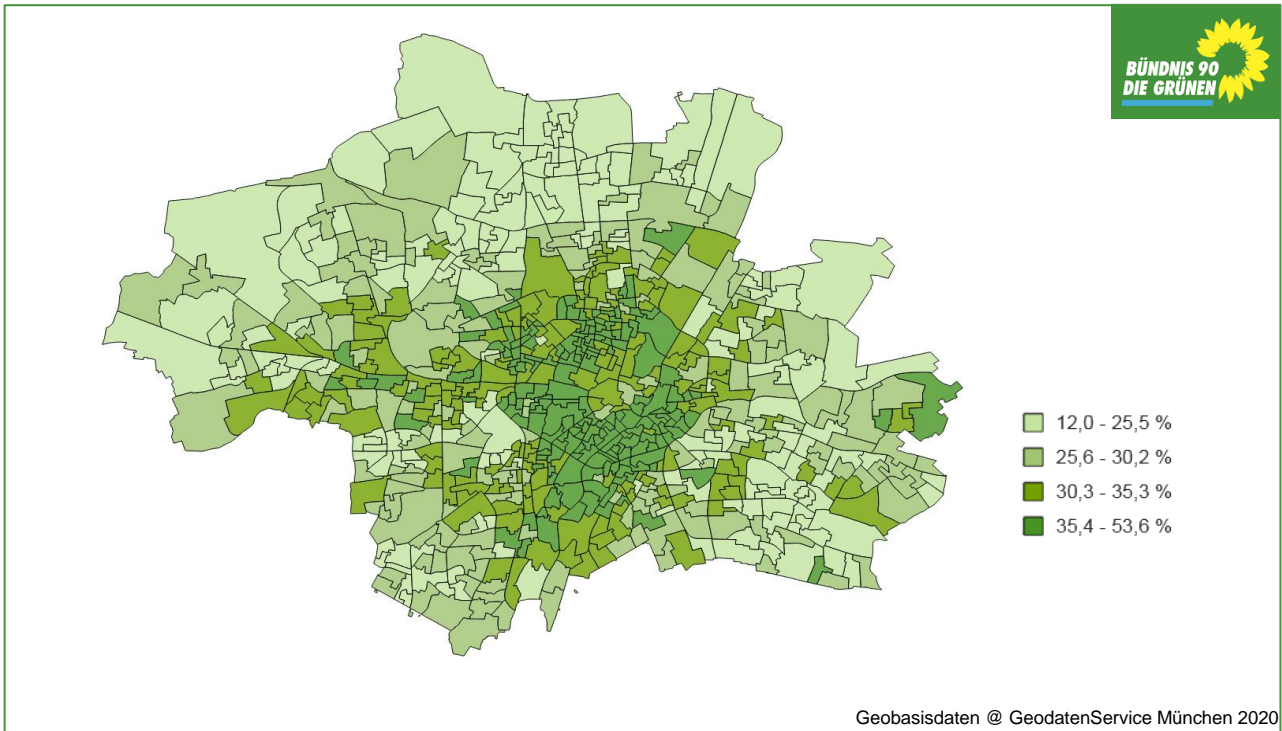 BÜNDNIS 90
DIE GRÜNEN
12,0 - 25,5 %
25,6 - 30,2 %
30,3 - 35,3 %
35,4 - 53,6 %
Geobasisdaten @ GeodatenService München 2020